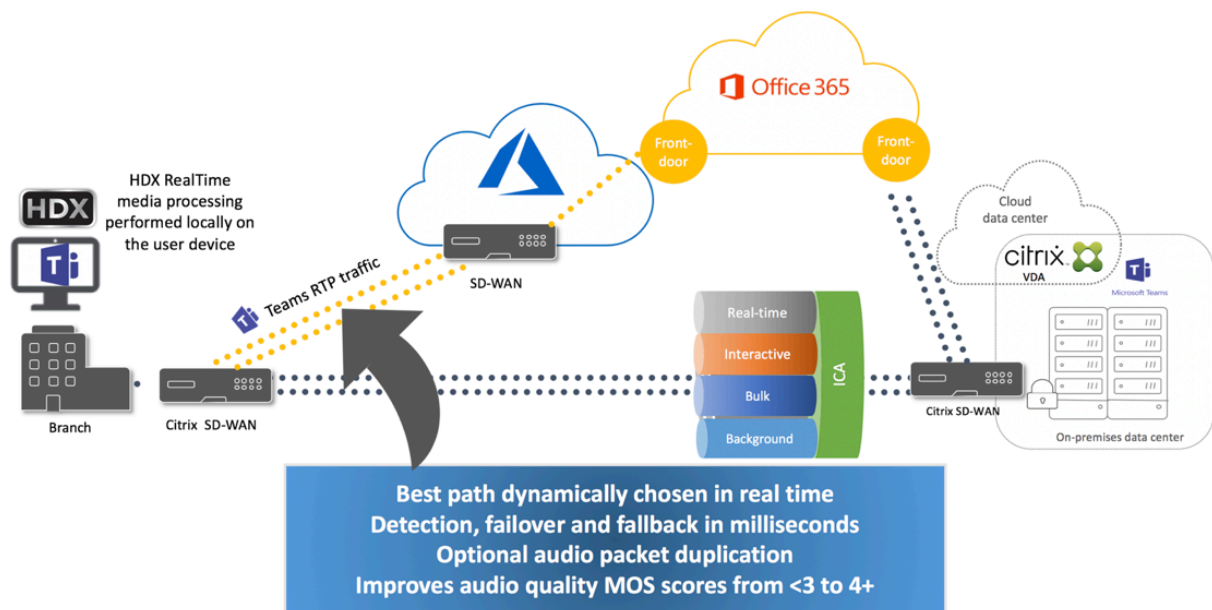 Office 365
Front-
door
Front-
door
HDX
HDX RealTime
media processing
performed locally on
the user device
Cloud
data center
citrix
VDA
Microsoft Teams
T
T
T
Teams RTP traffic
SD-WAN
Real-time
Interactive
Bulk
Background
ICA
Branch
Citrix SD-WAN
Citrix SD-WAN
On-premises data center
Best path dynamically chosen in real time
Detection, failover and fallback in milliseconds
Optional audio packet duplication
Improves audio quality MOS scores from <3 to 4+